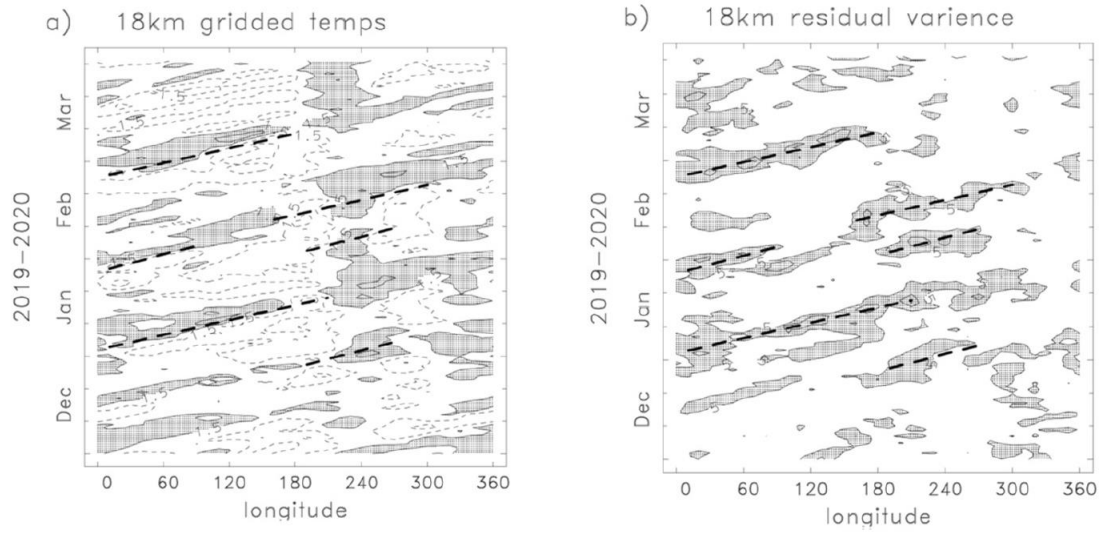 a) 18km gridded temps
2019-2020
Mar
Feb
Jan
Dec
0 60 120 180 240 300 360
longitude
b) 18km residual varience
2019-2020
Mar
Feb
Jan
Dec
0 60 120 180 240 300 360
longitude